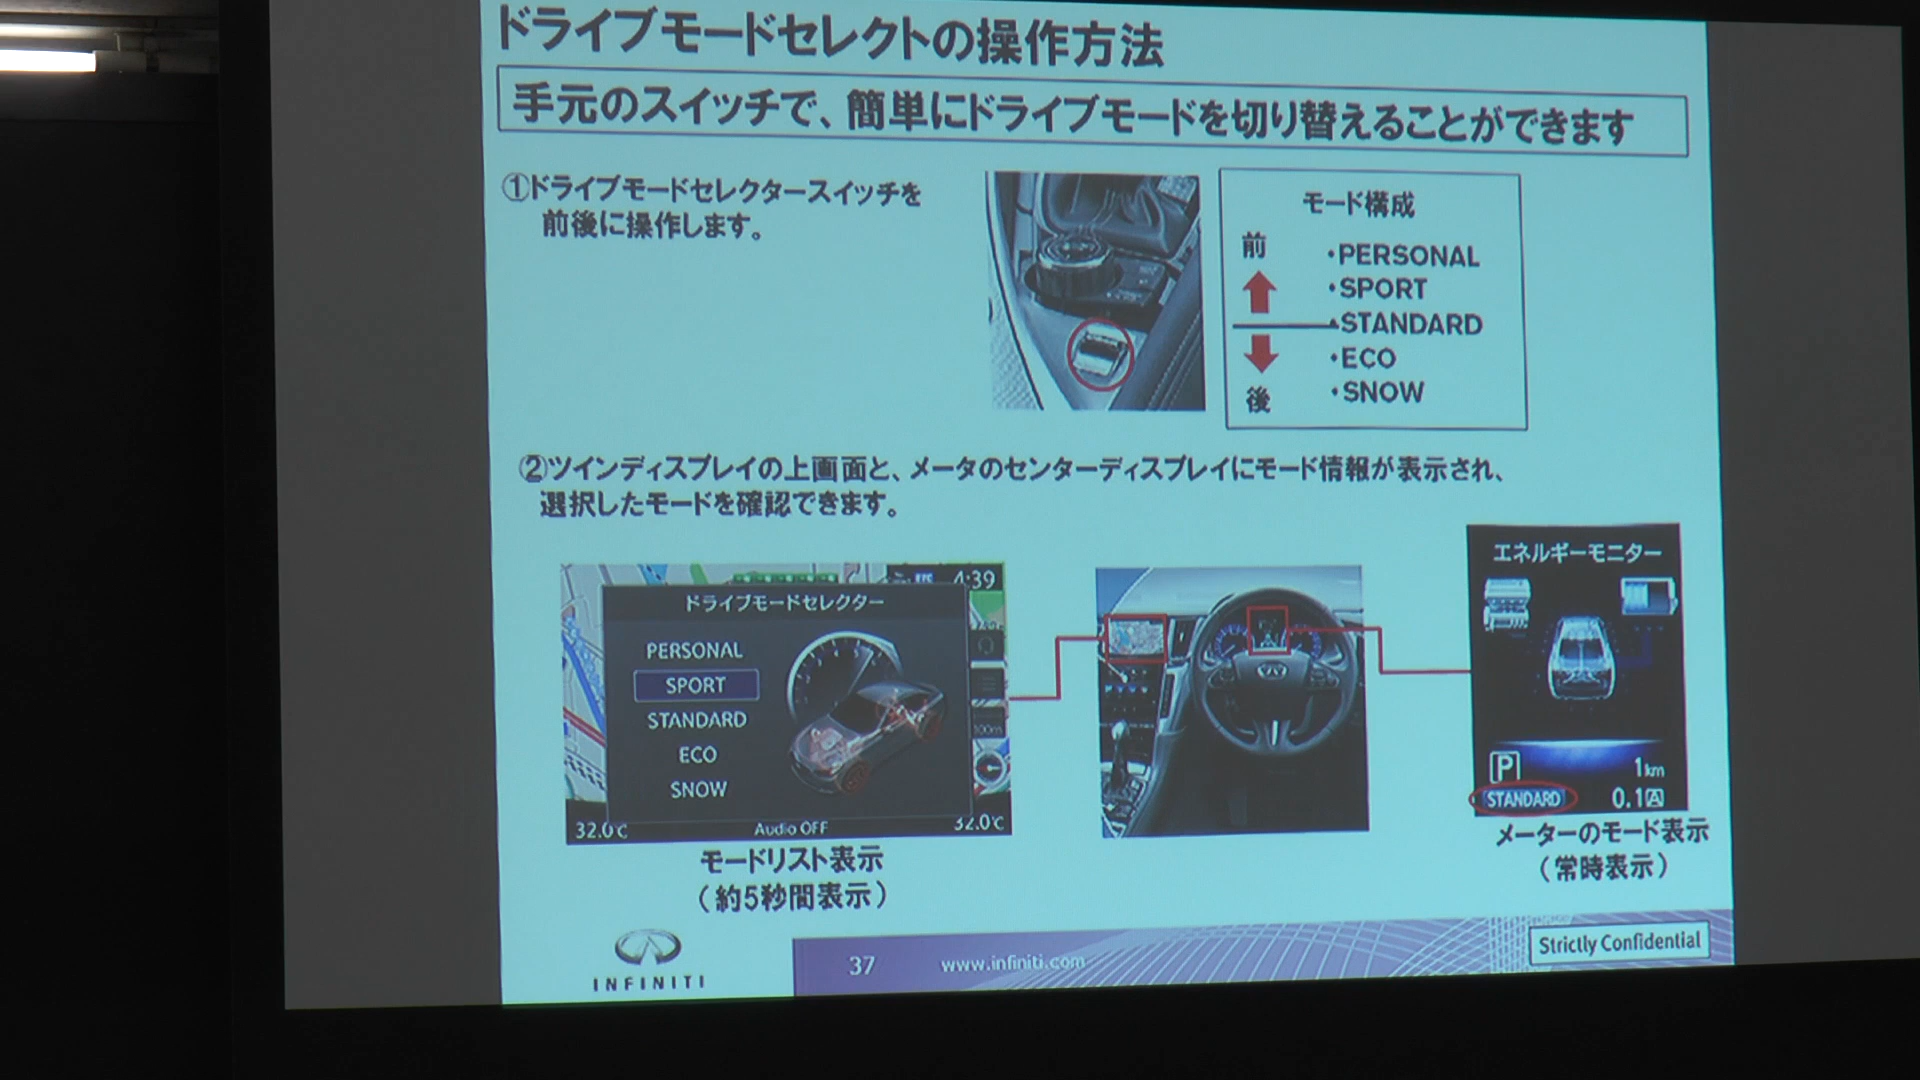 ドライブモードセレクトの操作方法
手元のスイッチで、簡単にドライブモードを切り替えることができます
①ドライブモードセレクタースイッチを
前後に操作します。
モード構成
前
・PERSONAL
・SPORT
・STANDARD
・ECO
後
・SNOW
②ツインディスプレイの上画面と、メータのセンターディスプレイにモード情報が表示され、
選択したモードを確認できます。
4:39
ドライブモードセレクター
PERSONAL
SPORT
STANDARD
ECO
SNOW
100m
32.0℃
Audio OFF
32.0℃
モードリスト表示
(約5秒間表示)
エネルギーモニター
P
1km
STANDARD
0.1A
メーターのモード表示
(常時表示)
INFINITI
37
www.infiniti.com
Strictly Confidential